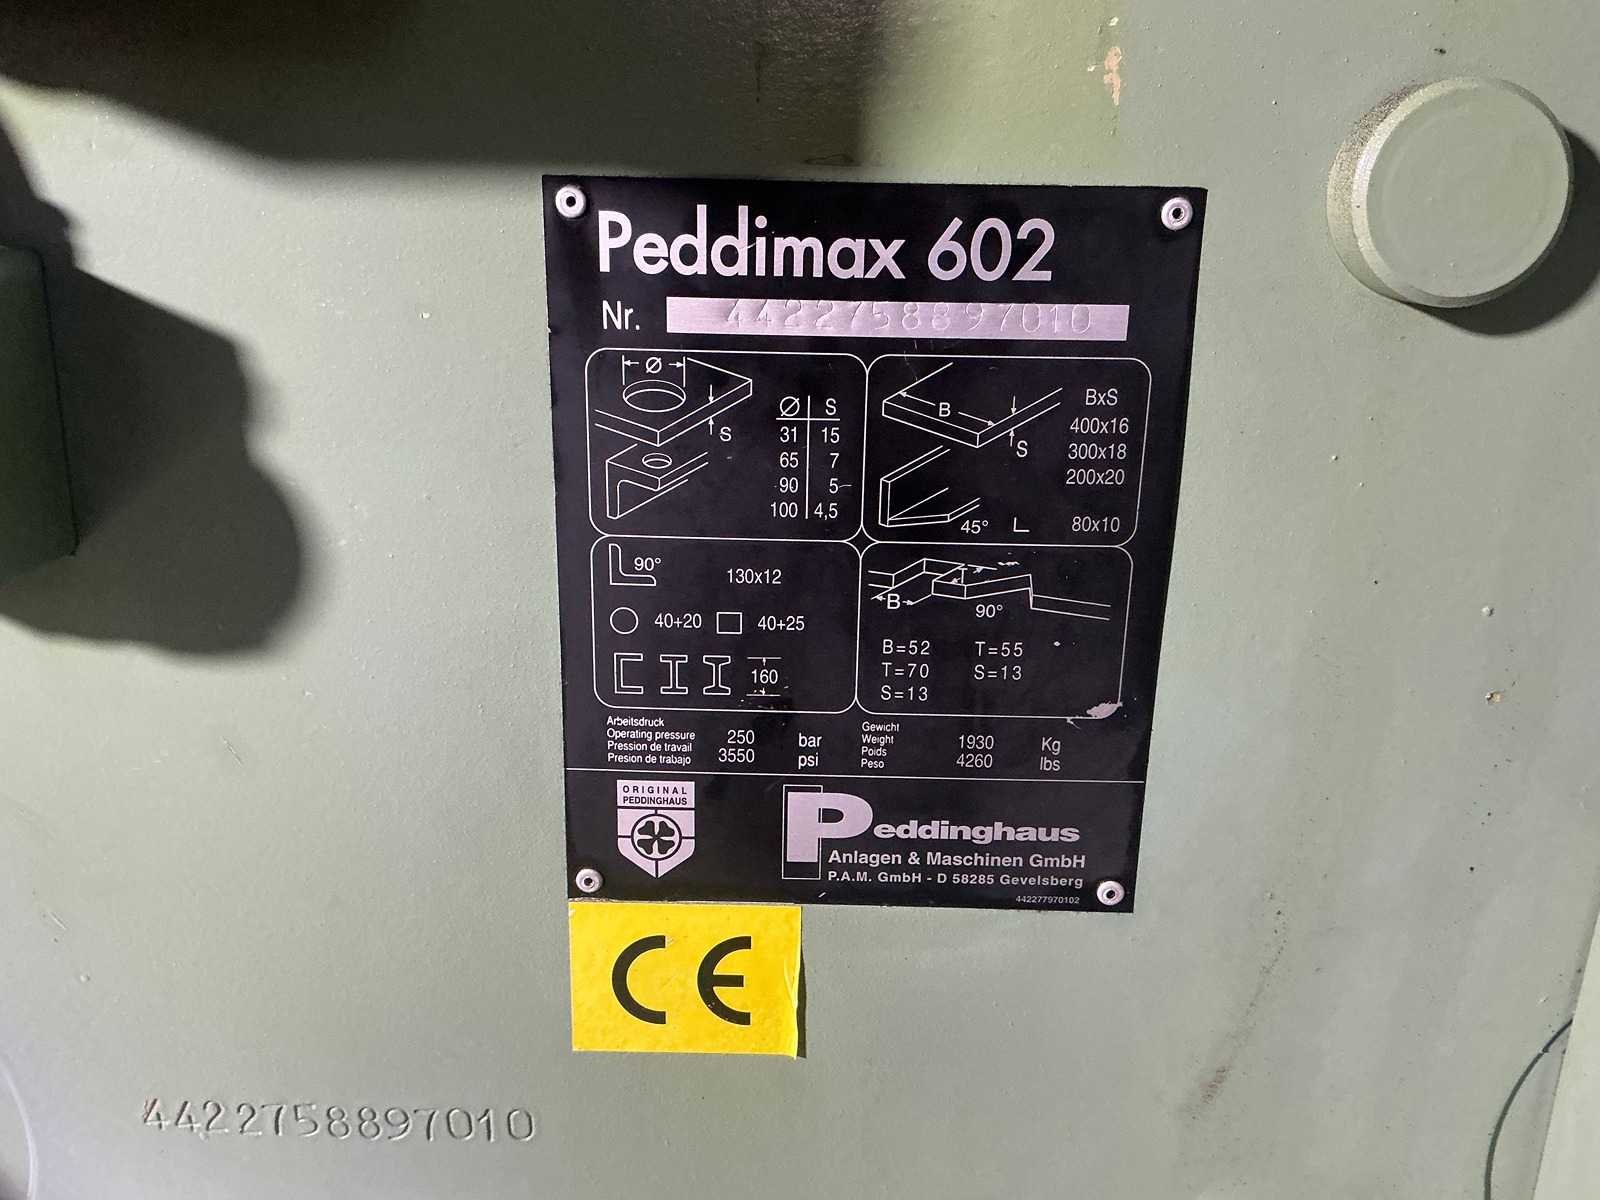 Peddimax 602
Nr. 4422758897010
Ø
S
Ø S
31 15
65 7
90 5
100 4,5
B
S
BxS
400x16
300x18
200x20
45° 80x10
90° 130x12
40+20 40+25
160
B
90°
B=52 T=55
T=70 S=13
S=13
Arbeitsdruck
Operating pressure 250 bar
Pression de travail
Presion de trabajo 3550 psi
Gewicht
Weight 1930 Kg
Poids
Peso 4260 lbs
ORIGINAL
PEDDINGHAUS
Peddinghaus
Anlagen & Maschinen GmbH
P.A.M. GmbH - D 58285 Gevelsberg
442277970102
CE
4422758897010